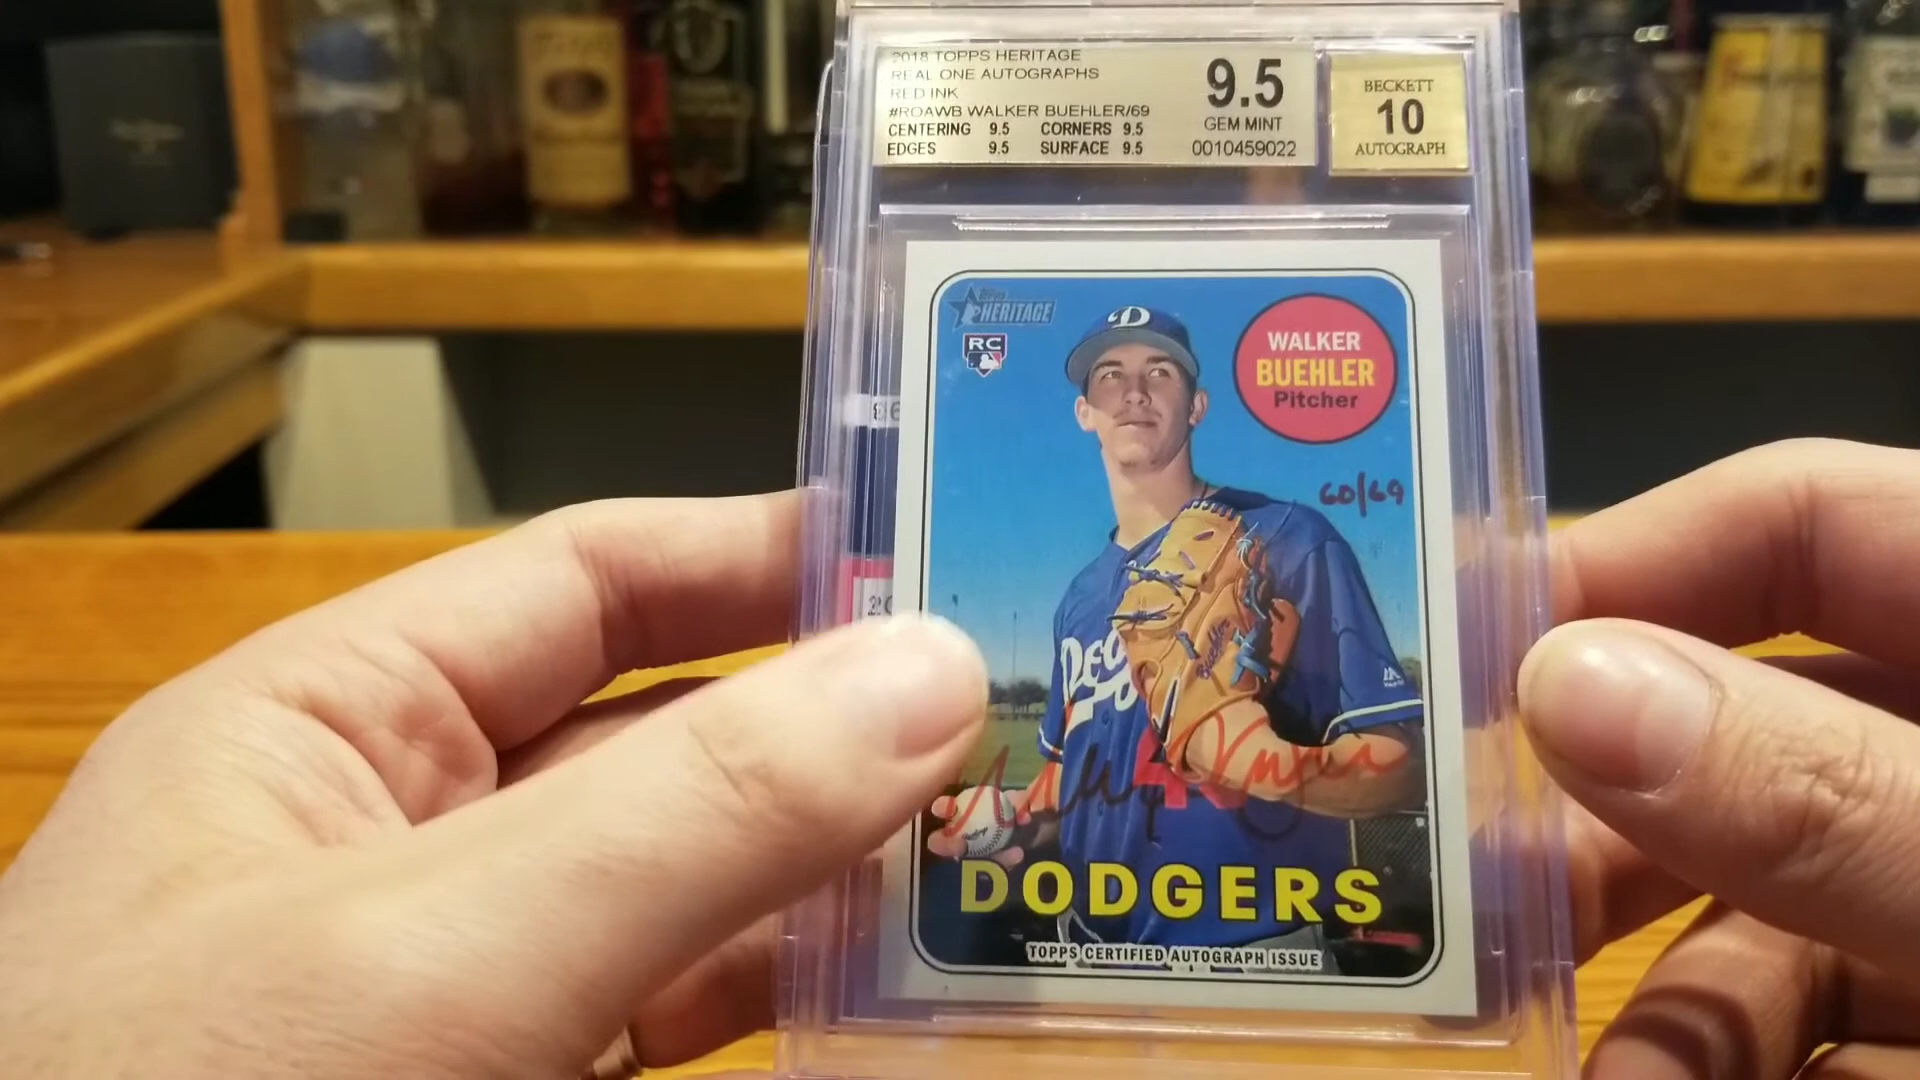 2018 TOPPS HERITAGE
REAL ONE AUTOGRAPHS
RED INK
#ROAWB WALKER BUEHLER/69
CENTERING 9.5 CORNERS 9.5
EDGES 9.5 SURFACE 9.5
9.5
GEM MINT
0010459022
BECKETT
10
AUTOGRAPH
Topps
HERITAGE
RC
D
WALKER
BUEHLER
Pitcher
60/69
Buehler
DODGERS
TOPPS CERTIFIED AUTOGRAPH ISSUE